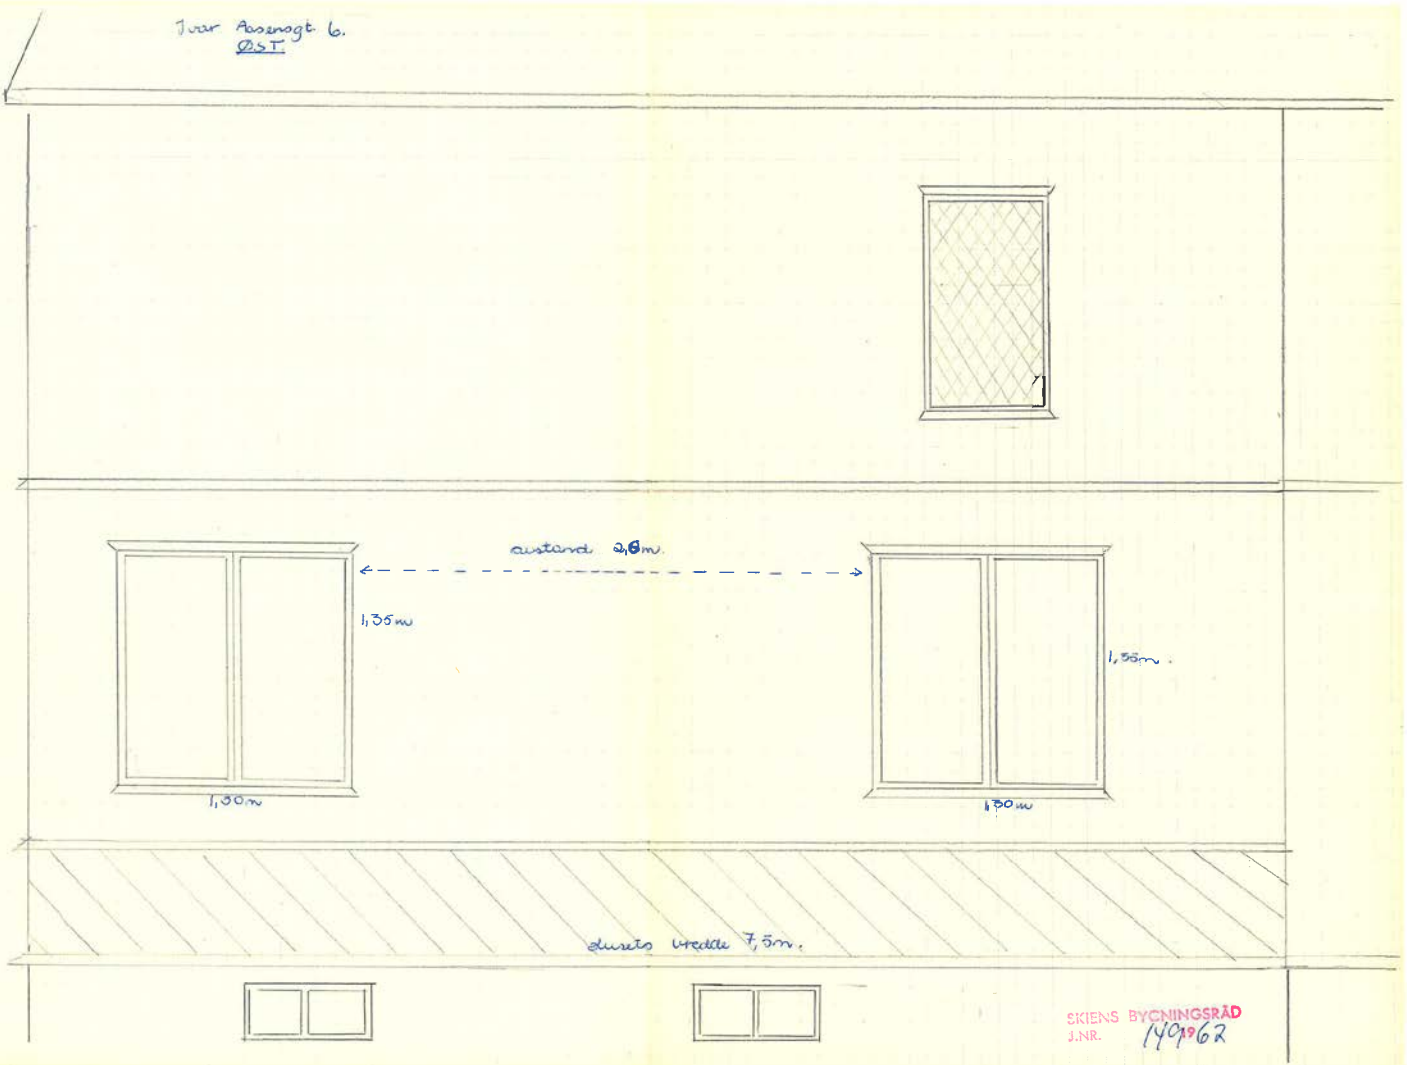 Ivar Aasensgt. 6.
ØST.
avstand 2,6m.
1,35m
1,35m.
1,30m
1,30m
Husets bredde 7,5m.
SKIENS BYGNINGSRÅD
J.NR. 149 1962